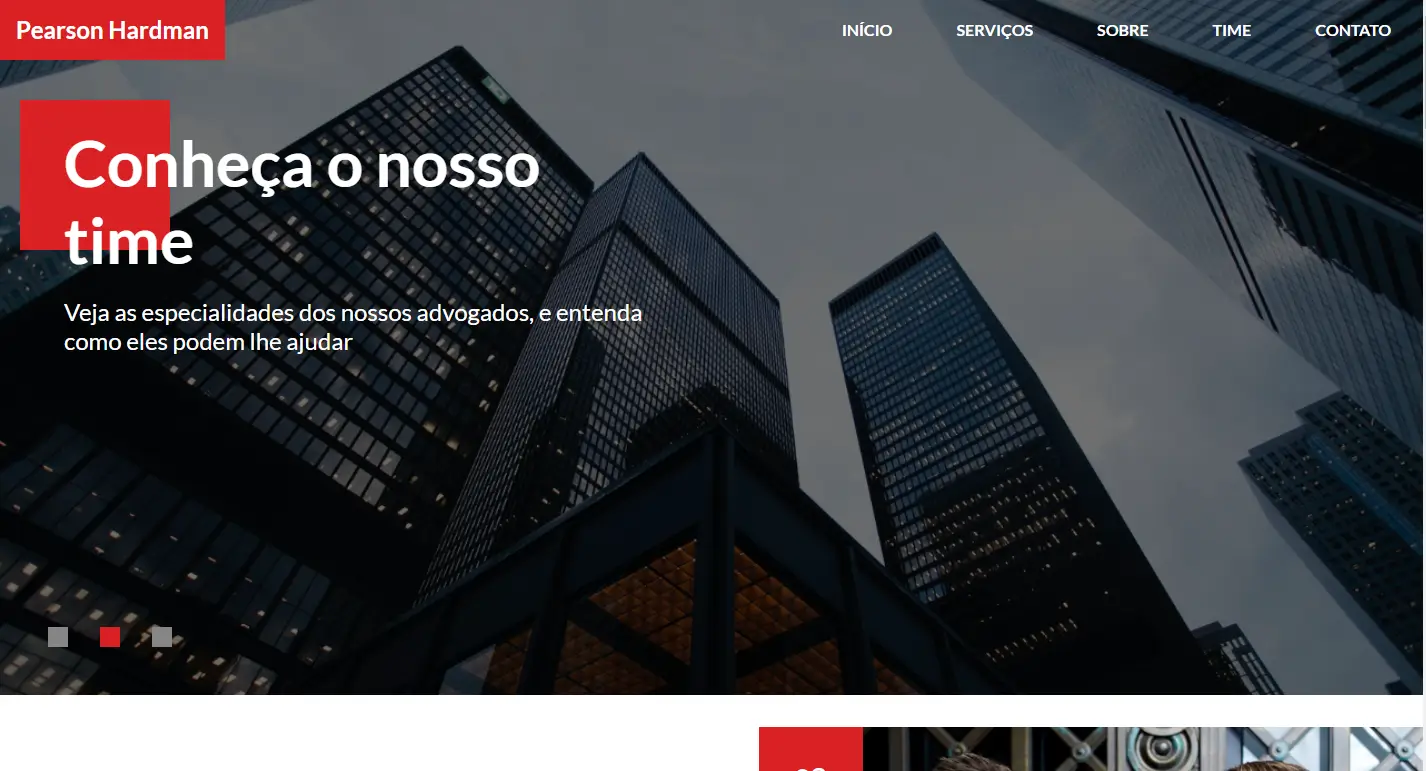 Pearson Hardman
INÍCIO SERVIÇOS SOBRE TIME CONTATO
Conheça o nosso
time
Veja as especialidades dos nossos advogados, e entenda
como eles podem lhe ajudar